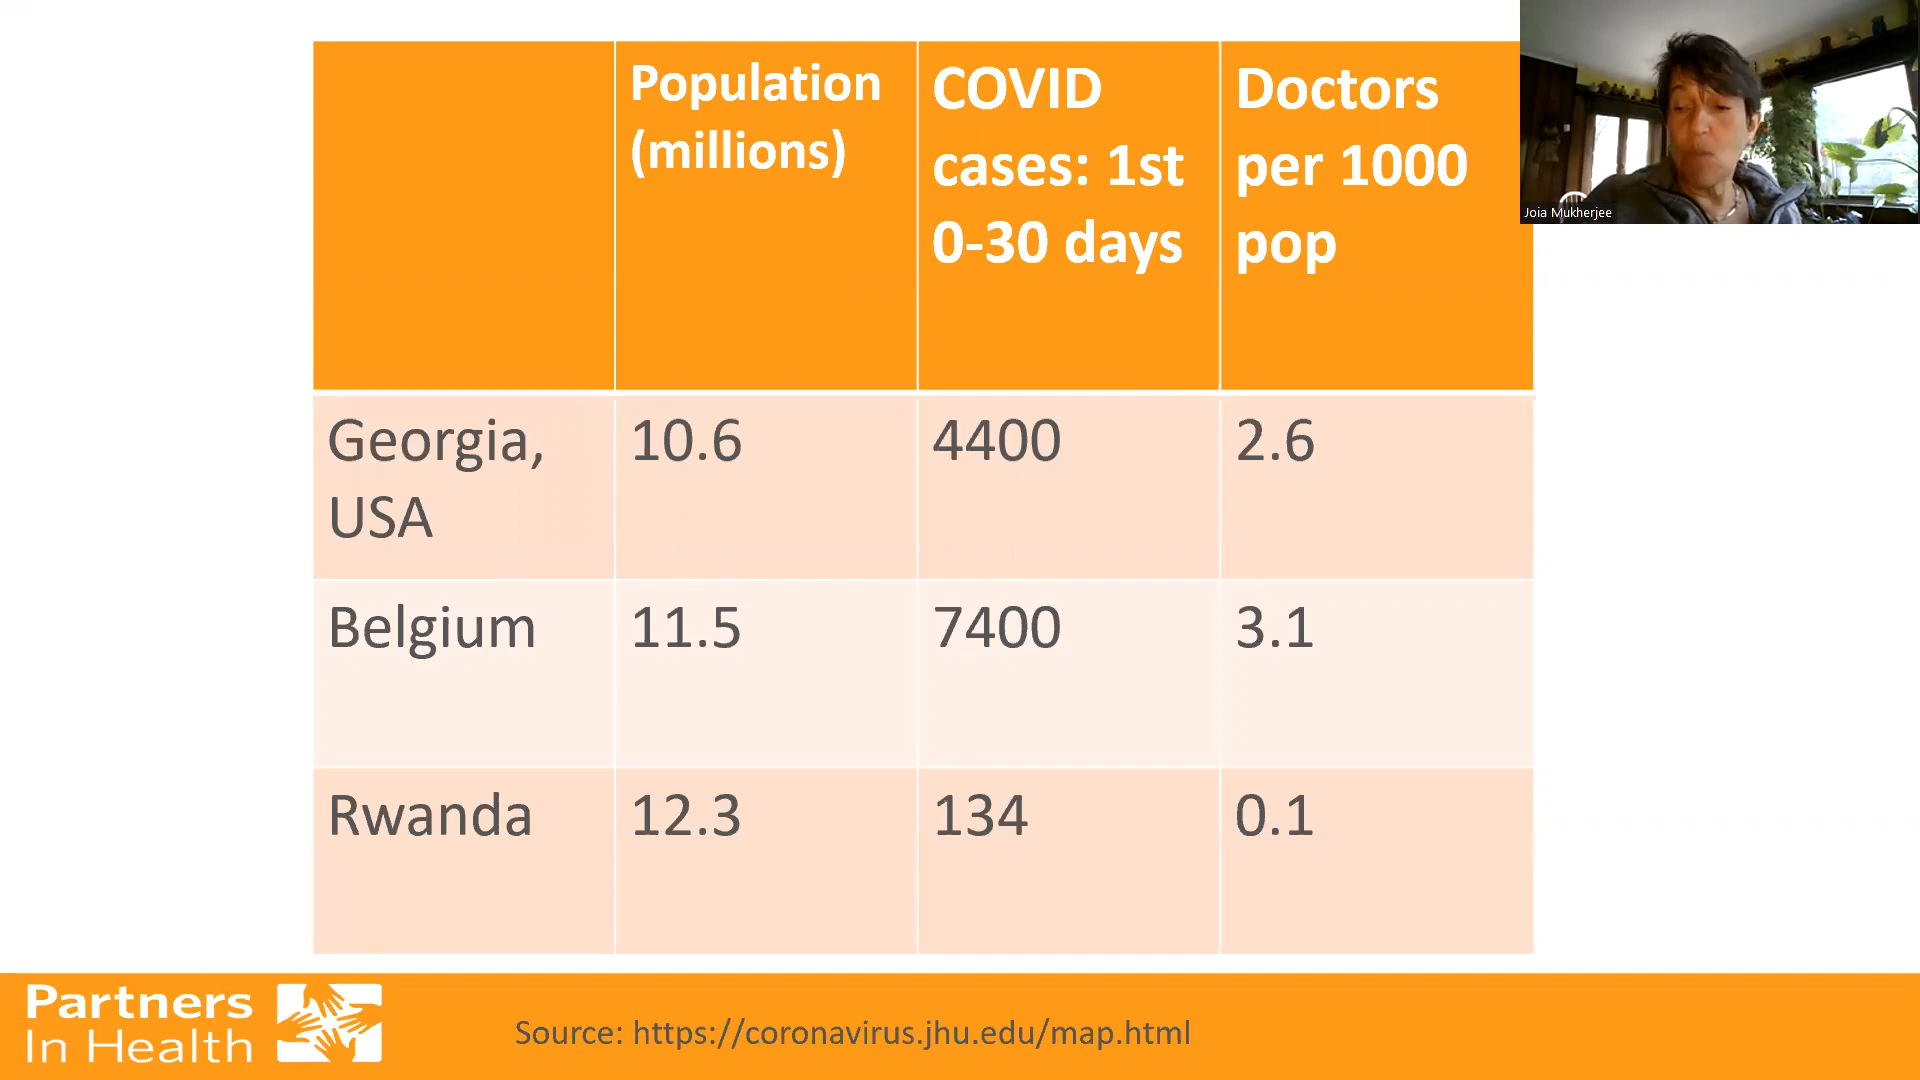 Population
(millions)
COVID
cases: 1st
0-30 days
Doctors
per 1000
pop
Joia Mukherjee
Georgia,
USA
10.6
4400
2.6
Belgium
11.5
7400
3.1
Rwanda
12.3
134
0.1
Partners
In Health
Source: https://coronavirus.jhu.edu/map.html